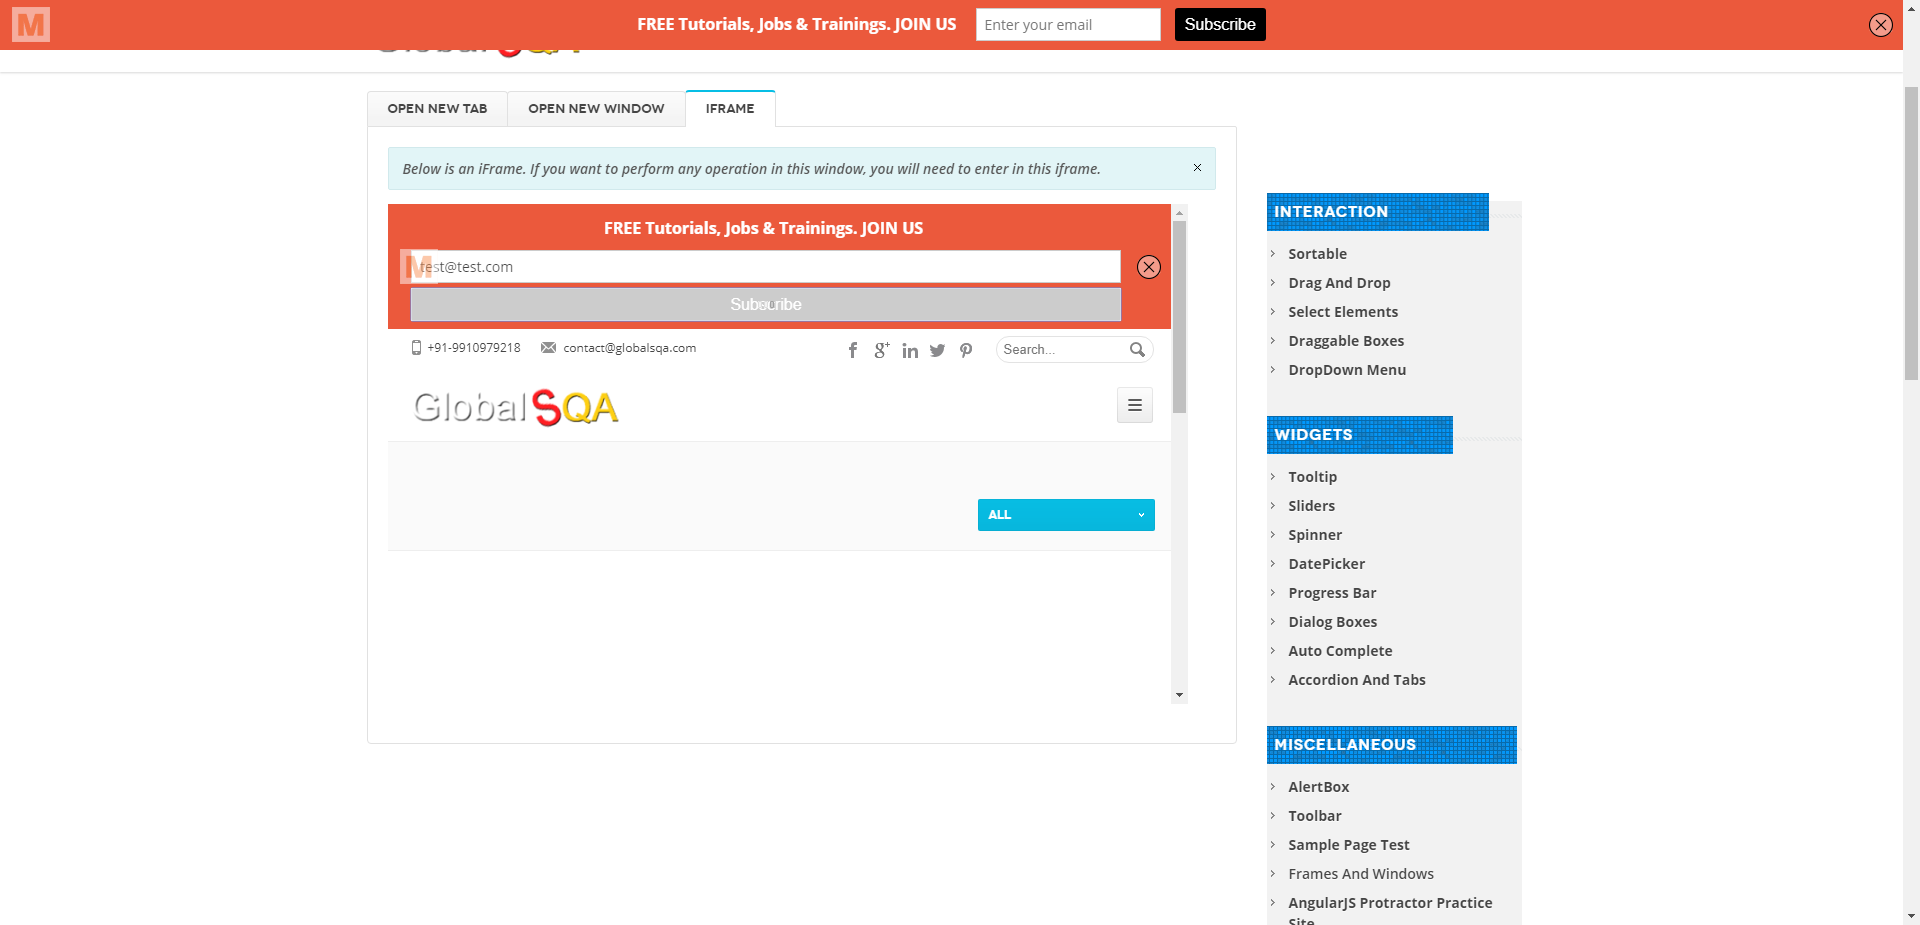 M
FREE Tutorials, Jobs & Trainings. JOIN US
Enter your email
Subscribe
OPEN NEW TAB
OPEN NEW WINDOW
IFRAME
Below is an iFrame. If you want to perform any operation in this window, you will need to enter in this iframe.
FREE Tutorials, Jobs & Trainings. JOIN US
M
test@test.com
Subscribe
+91-9910979218
contact@globalsqa.com
Search...
GlobalSQA
ALL
INTERACTION
Sortable
Drag And Drop
Select Elements
Draggable Boxes
DropDown Menu
WIDGETS
Tooltip
Sliders
Spinner
DatePicker
Progress Bar
Dialog Boxes
Auto Complete
Accordion And Tabs
MISCELLANEOUS
AlertBox
Toolbar
Sample Page Test
Frames And Windows
AngularJS Protractor Practice
Site